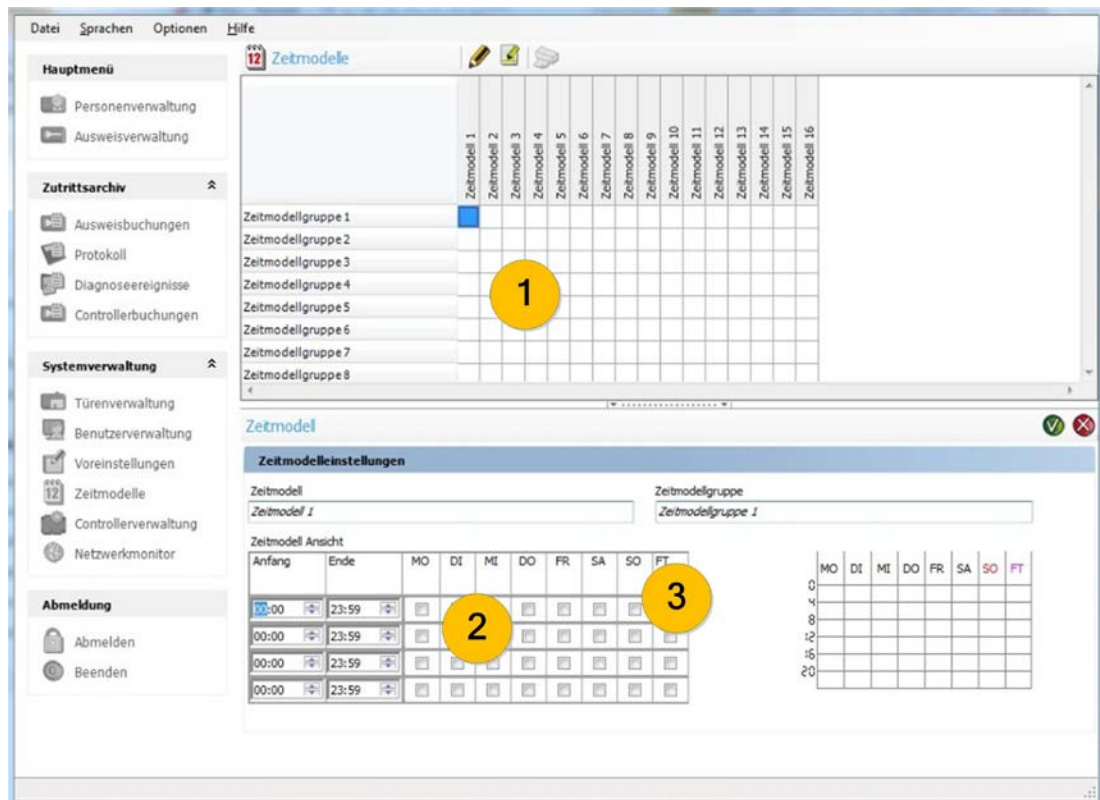 Datei Sprachen Optionen Hilfe
Hauptmenü
Personenverwaltung
Ausweisverwaltung
Zutrittsarchiv
Ausweisbuchungen
Protokoll
Diagnoseereignisse
Controllerbuchungen
Systemverwaltung
Türenverwaltung
Benutzerverwaltung
Voreinstellungen
12 Zeitmodelle
Controllerverwaltung
Netzwerkmonitor
Abmeldung
Abmelden
Beenden
12 Zeitmodelle
Zeitmodell 1
Zeitmodell 2
Zeitmodell 3
Zeitmodell 4
Zeitmodell 5
Zeitmodell 6
Zeitmodell 7
Zeitmodell 8
Zeitmodell 9
Zeitmodell 10
Zeitmodell 11
Zeitmodell 12
Zeitmodell 13
Zeitmodell 14
Zeitmodell 15
Zeitmodell 16
Zeitmodellgruppe 1
Zeitmodellgruppe 2
Zeitmodellgruppe 3
Zeitmodellgruppe 4
Zeitmodellgruppe 5
Zeitmodellgruppe 6
Zeitmodellgruppe 7
Zeitmodellgruppe 8
1
Zeitmodell
Zeitmodelleinstellungen
Zeitmodell Zeitmodellgruppe
Zeitmodell 1 Zeitmodellgruppe 1
Zeitmodell Ansicht
Anfang Ende MO DI MI DO FR SA SO FT
00:00 23:59
00:00 23:59
00:00 23:59
00:00 23:59
2
3
MO DI MI DO FR SA SO FT
0
4
8
12
16
20